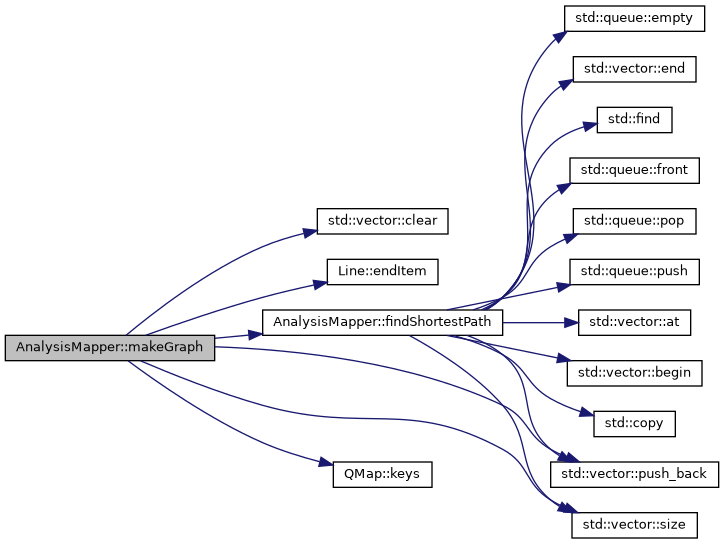 std::queue::empty
std::vector::end
std::find
std::queue::front
std::vector::clear
std::queue::pop
Line::endItem
std::queue::push
AnalysisMapper::findShortestPath
std::vector::at
AnalysisMapper::makeGraph
std::vector::begin
std::copy
QMap::keys
std::vector::push_back
std::vector::size